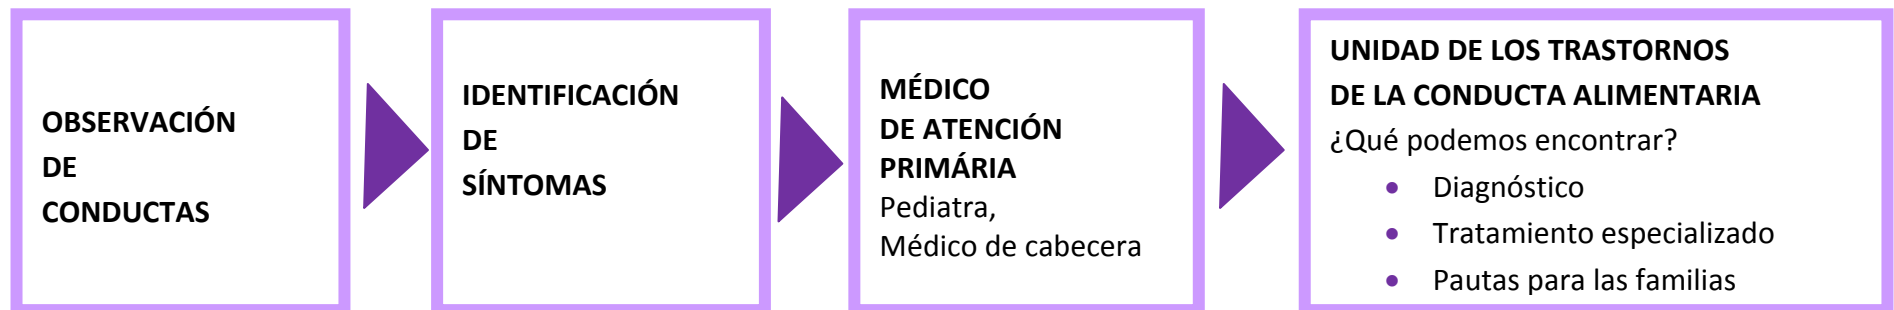 OBSERVACIÓN
DE
CONDUCTAS
IDENTIFICACIÓN
DE
SÍNTOMAS
MÉDICO
DE ATENCIÓN
PRIMÁRIA
Pediatra,
Médico de cabecera
UNIDAD DE LOS TRASTORNOS
DE LA CONDUCTA ALIMENTARIA
¿Qué podemos encontrar?
• Diagnóstico
• Tratamiento especializado
• Pautas para las familias